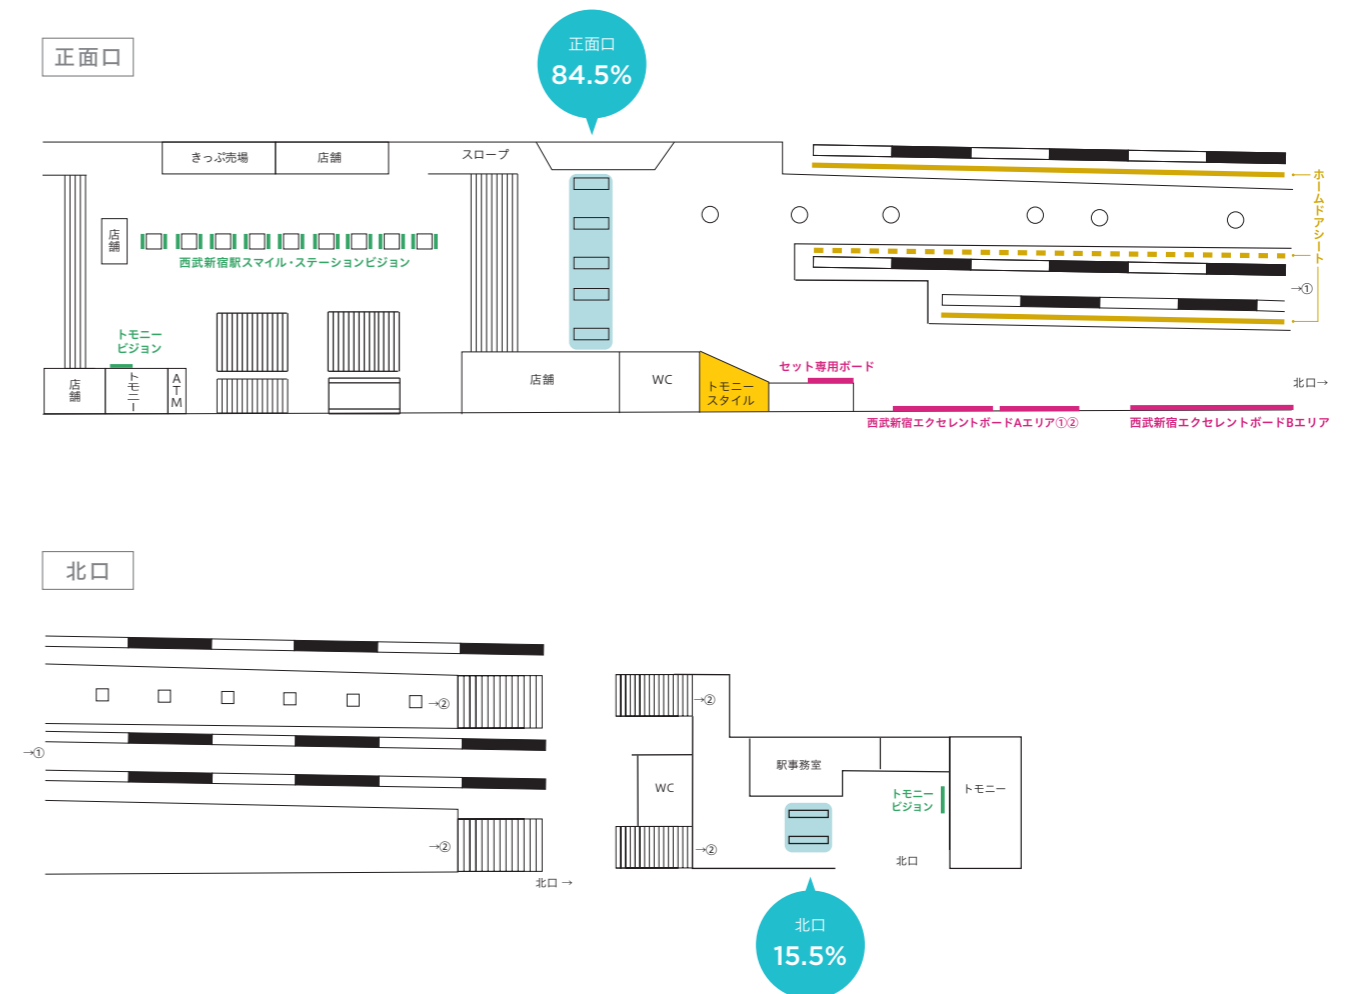 正面口
正面口
84.5%
きっぷ売場
店舗
スロープ
店舗
西武新宿駅スマイル・ステーションビジョン
ホームドアシート
→①
トモニー
ビジョン
店舗
トモニー
ATM
店舗
WC
トモニー
スタイル
セット専用ボード
北口→
西武新宿エクセレントボードAエリア①②
西武新宿エクセレントボードBエリア
北口
→②
→①
→②
北口 →
→②
WC
→②
駅事務室
トモニー
ビジョン
トモニー
北口
北口
15.5%